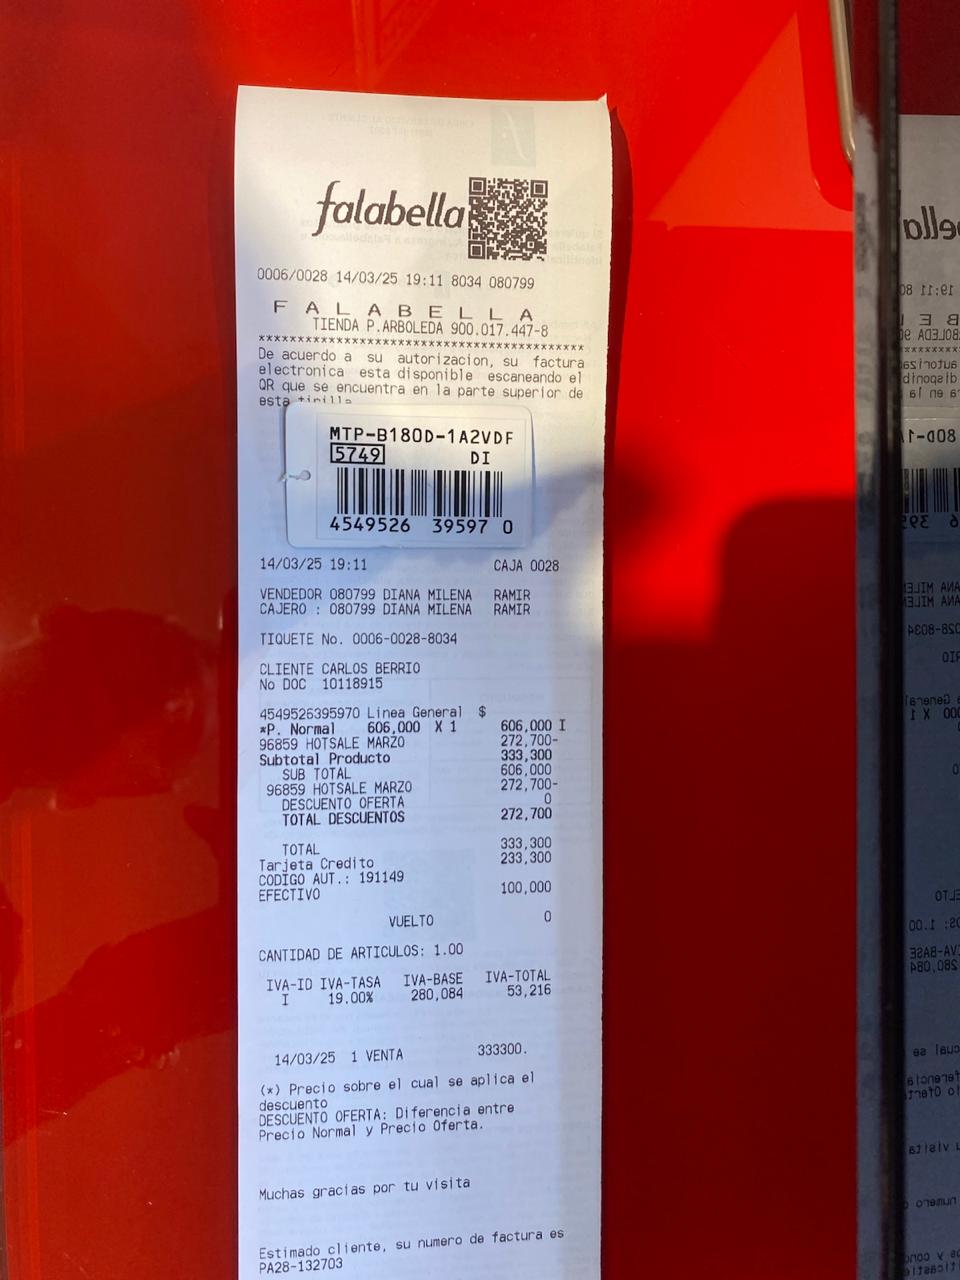 falabella
0006/0028 14/03/25 19:11 8034 080799
F A L A B E L L A
TIENDA P.ARBOLEDA 900.017.447-8
******************************************
De acuerdo a su autorizacion, su factura
electronica esta disponible escaneando el
QR que se encuentra en la parte superior de
esta tirilla
MTP-B180D-1A2VDF
5749 DI
4549526 39597 0
14/03/25 19:11 CAJA 0028
VENDEDOR 080799 DIANA MILENA RAMIR
CAJERO : 080799 DIANA MILENA RAMIR
TIQUETE No. 0006-0028-8034
CLIENTE CARLOS BERRIO
No DOC 10118915
4549526395970 Linea General $
*P. Normal 606,000 X 1 606,000 I
96859 HOTSALE MARZO 272,700-
Subtotal Producto 333,300
SUB TOTAL 606,000
96859 HOTSALE MARZO 272,700-
DESCUENTO OFERTA 0
TOTAL DESCUENTOS 272,700
TOTAL 333,300
Tarjeta Credito 233,300
CODIGO AUT.: 191149
EFECTIVO 100,000
VUELTO 0
CANTIDAD DE ARTICULOS: 1.00
IVA-ID IVA-TASA IVA-BASE IVA-TOTAL
I 19.00% 280,084 53,216
14/03/25 1 VENTA 333300.
(*) Precio sobre el cual se aplica el
descuento
DESCUENTO OFERTA: Diferencia entre
Precio Normal y Precio Oferta.
Muchas gracias por tu visita
Estimado cliente, su numero de factura es
PA28-132703